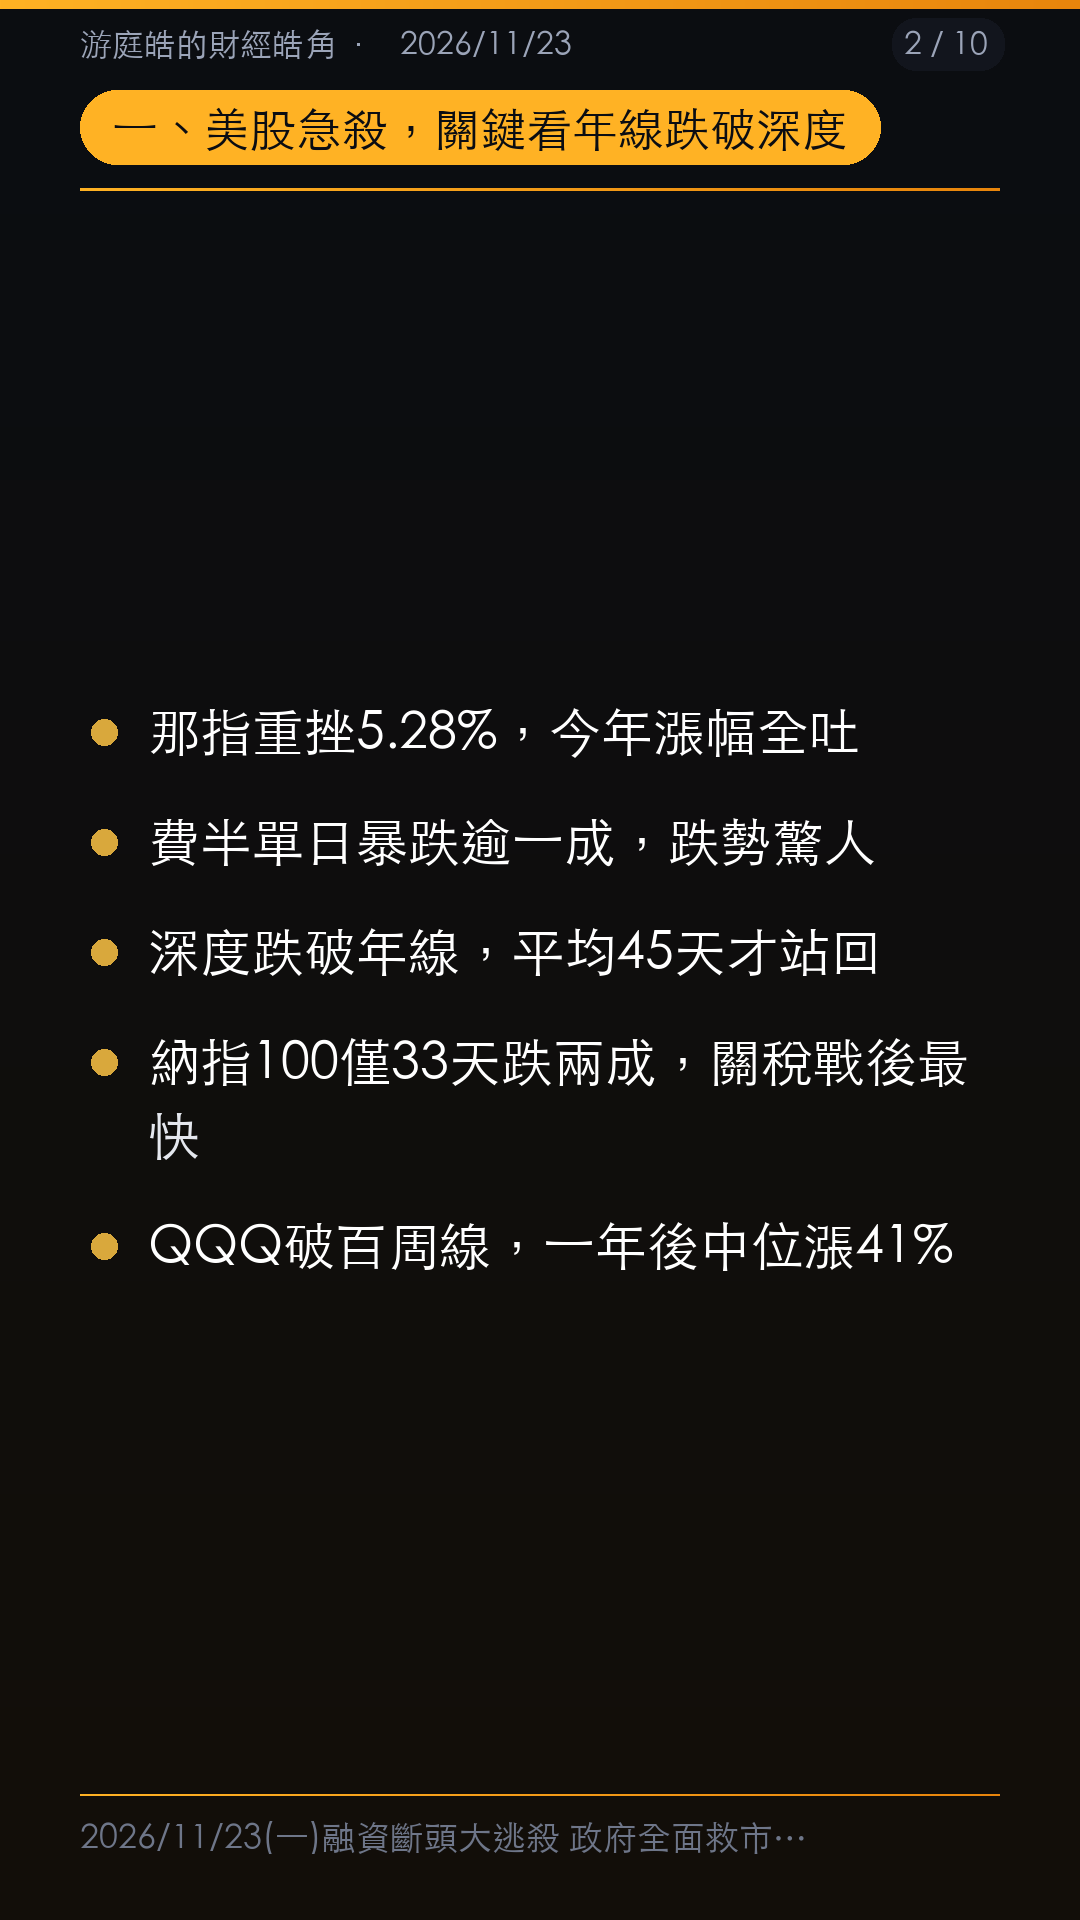 游庭皓的財經皓角 · 2026/11/23
2 / 10
一、美股急殺，關鍵看年線跌破深度
那指重挫5.28%，今年漲幅全吐
費半單日暴跌逾一成，跌勢驚人
深度跌破年線，平均45天才站回
納指100僅33天跌兩成，關稅戰後最
快
QQQ破百周線，一年後中位漲41%
2026/11/23(一)融資斷頭大逃殺 政府全面救市…